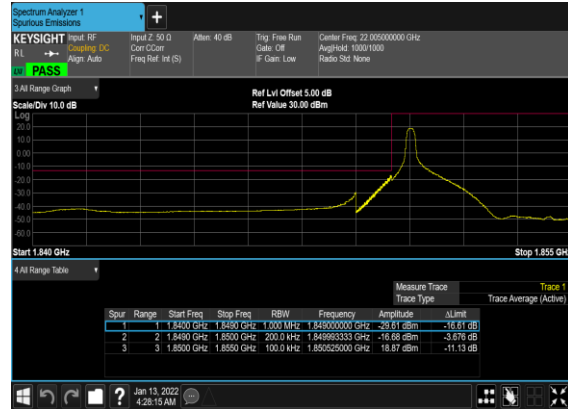 Spectrum Analyzer 1
Spurious Emissions
+
KEYSIGHT Input: RF Input Z: 50 Ω Atten: 40 dB Trig: Free Run Center Freq: 22.005000000 GHz
RL Coupling: DC Corr CCorr Gate: Off Avg|Hold: 1000/1000
Align: Auto Freq Ref: Int (S) IF Gain: Low Radio Std: None
PASS
3 All Range Graph
Ref Lvl Offset 5.00 dB
Scale/Div 10.0 dB Ref Value 30.00 dBm
Log
20.0
10.0
0.00
-10.0
-20.0
-30.0
-40.0
-50.0
-60.0
Start 1.840 GHz Stop 1.855 GH
4 All Range Table
Measure Trace Trace 1
Trace Type Trace Average (Active)
Spur Range Start Freq Stop Freq RBW Frequency Amplitude ΔLimit
1 1 1.8400 GHz 1.8490 GHz 1.000 MHz 1.849000000 GHz -29.61 dBm -16.61 dB
2 2 1.8490 GHz 1.8500 GHz 200.0 kHz 1.849993333 GHz -16.68 dBm -3.676 dB
3 3 1.8500 GHz 1.8550 GHz 100.0 kHz 1.850525000 GHz 18.87 dBm -11.13 dB
? Jan 13, 2022
4:28:15 AM